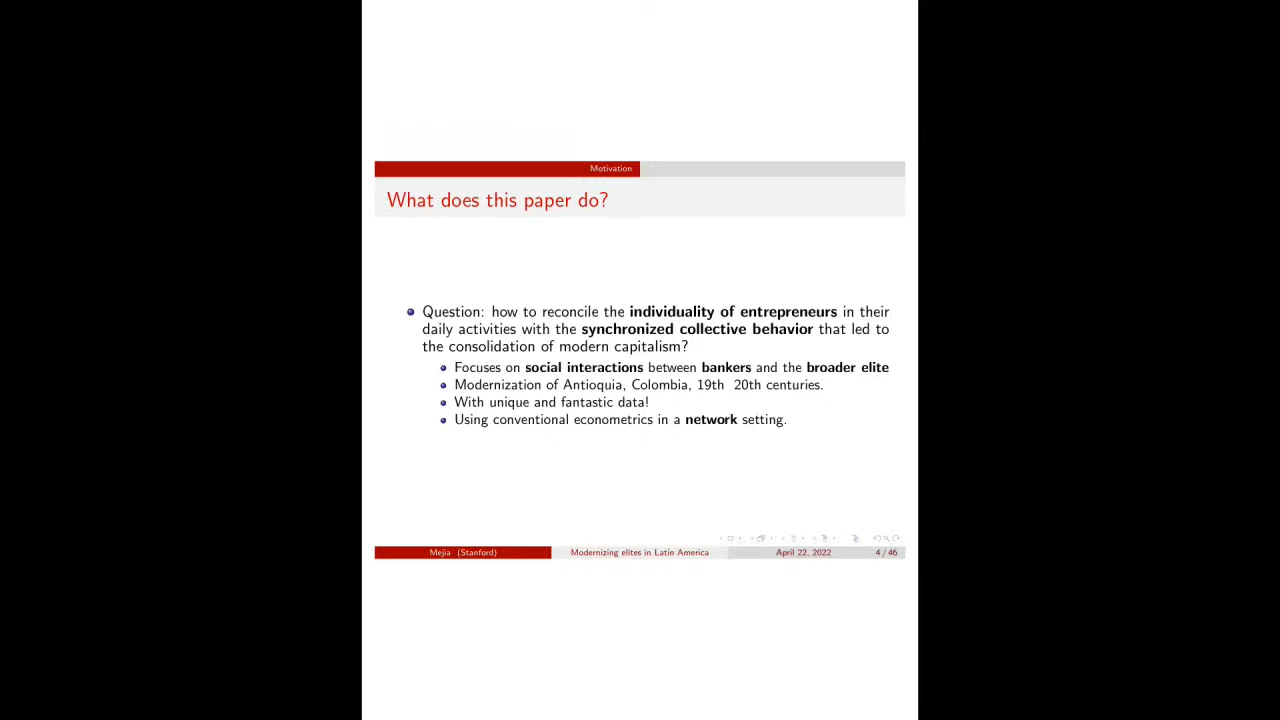 Motivation
What does this paper do?
Question: how to reconcile the individuality of entrepreneurs in their
daily activities with the synchronized collective behavior that led to
the consolidation of modern capitalism?
Focuses on social interactions between bankers and the broader elite
Modernization of Antioquia, Colombia, 19th 20th centuries.
With unique and fantastic data!
Using conventional econometrics in a network setting.
Mejia (Stanford) Modernizing elites in Latin America April 22, 2022 4 / 46